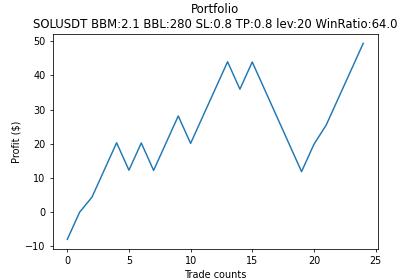 Portfolio
SOLUSDT BBM:2.1 BBL:280 SL:0.8 TP:0.8 lev:20 WinRatio:64.0
50
40
30
20
10
0
−10
Profit ($)
0 5 10 15 20 25
Trade counts